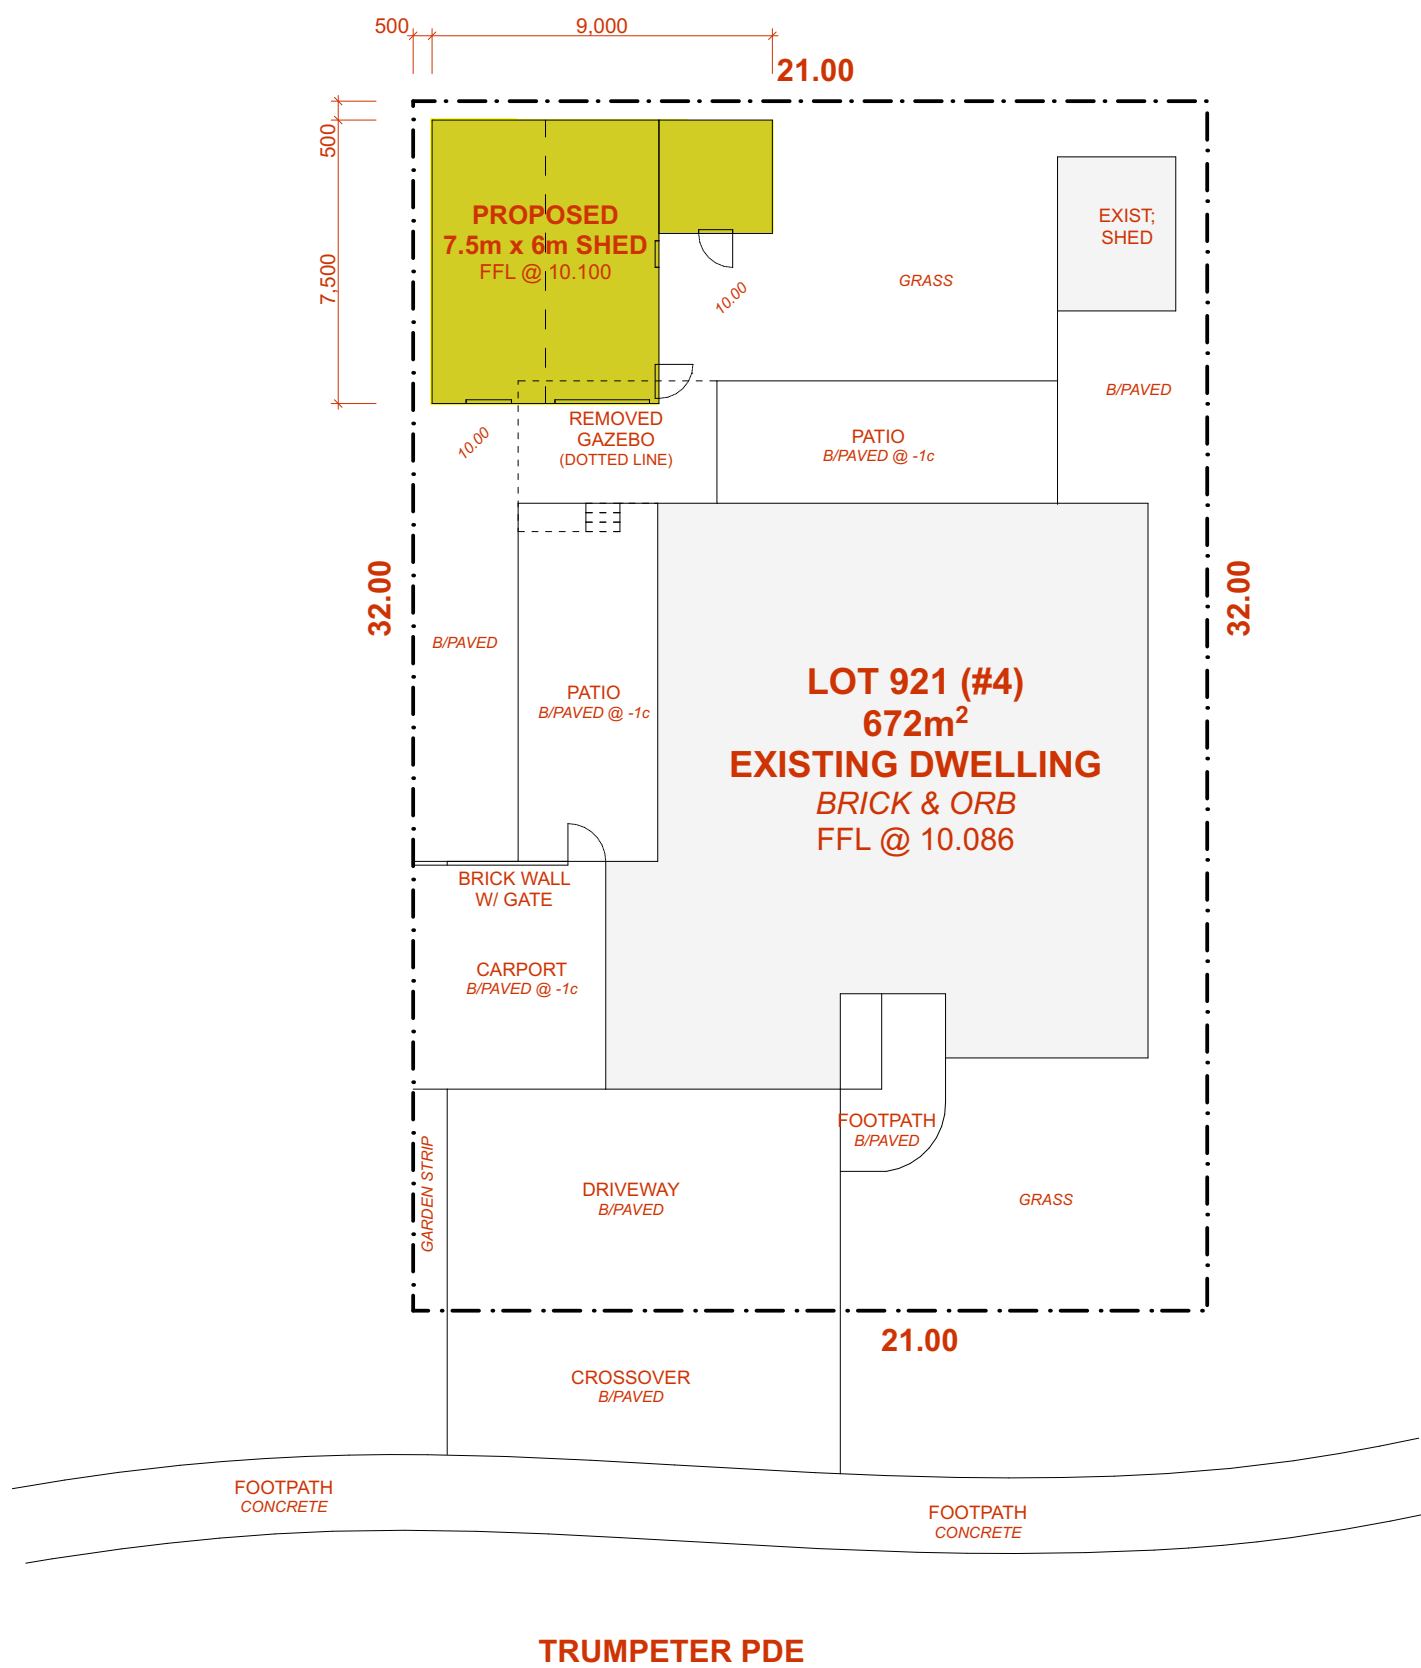 500
9,000
21.00
500
7,500
PROPOSED
7.5m x 6m SHED
FFL @ 10.100
EXIST;
SHED
GRASS
10.00
B/PAVED
REMOVED
GAZEBO
(DOTTED LINE)
PATIO
B/PAVED @ -1c
10.00
32.00
32.00
B/PAVED
PATIO
B/PAVED @ -1c
LOT 921 (#4)
672m²
EXISTING DWELLING
BRICK & ORB
FFL @ 10.086
BRICK WALL
W/ GATE
CARPORT
B/PAVED @ -1c
FOOTPATH
B/PAVED
GARDEN STRIP
DRIVEWAY
B/PAVED
GRASS
21.00
CROSSOVER
B/PAVED
FOOTPATH
CONCRETE
FOOTPATH
CONCRETE
TRUMPETER PDE